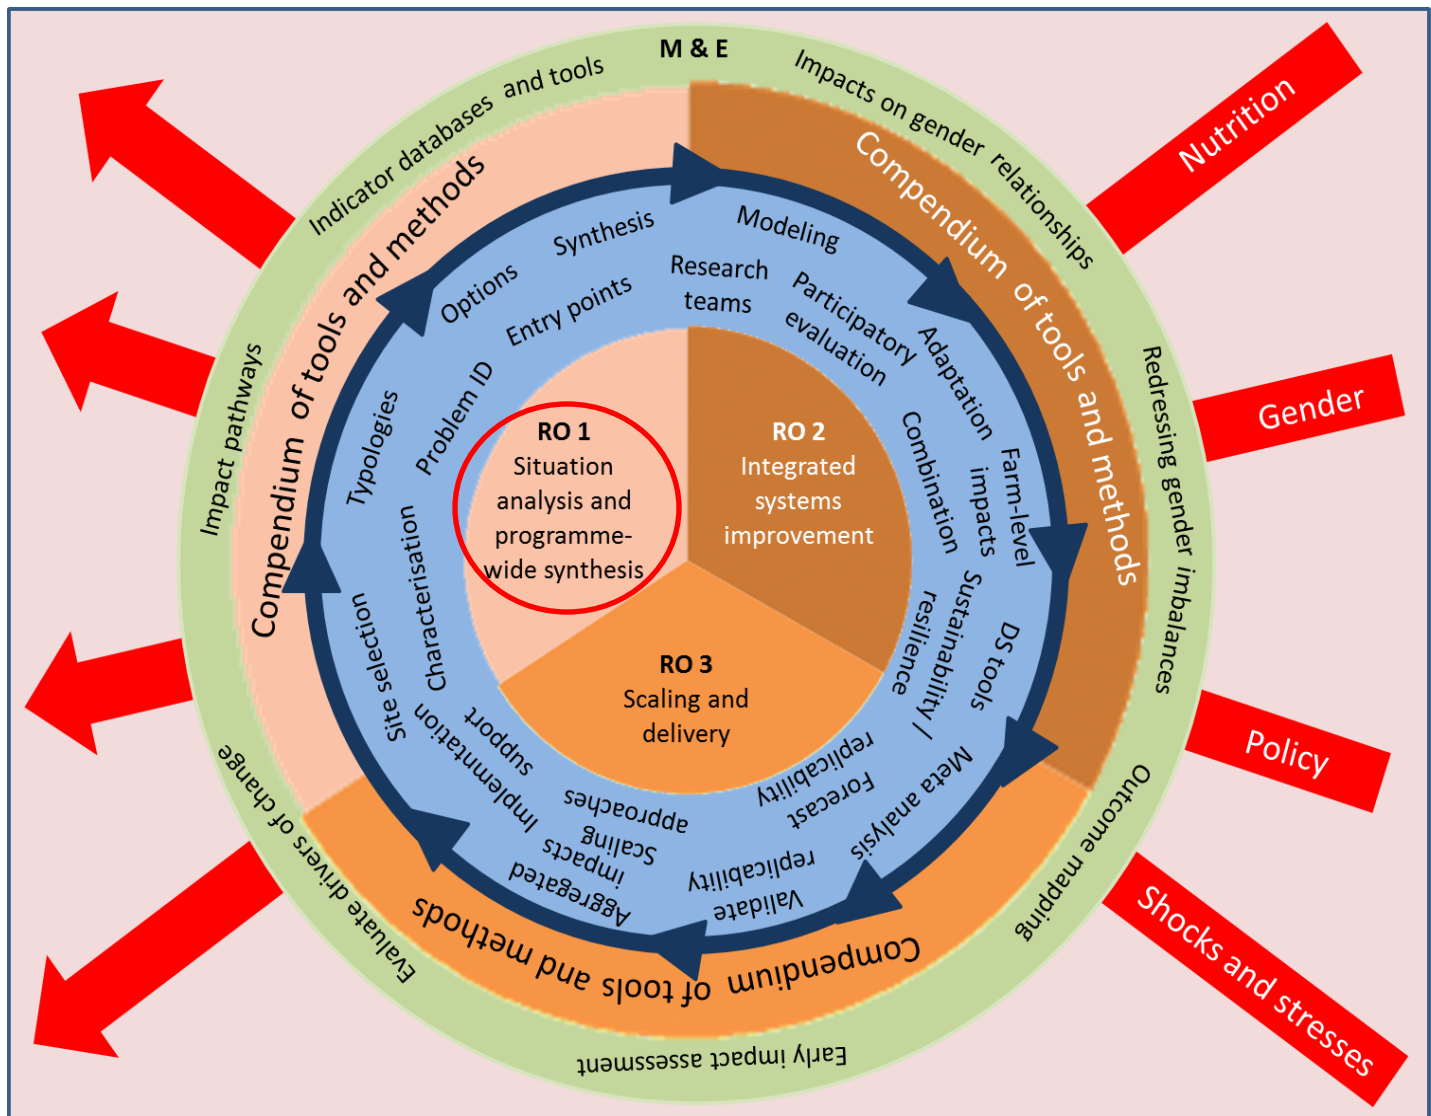 M & E
Impacts on gender relationships
Redressing gender imbalances
Outcome mapping
Early impact assessment
Evaluate drivers of change
Impact pathways
Indicator databases and tools
Compendium of tools and methods
Compendium of tools and methods
Compendium of tools and methods
Synthesis
Modeling
Options
Entry points
Research
teams
Participatory
evaluation
Adaptation
Combination
Farm-level
impacts
DS tools
Sustainability /
resilience
Meta analysis
Forecast
replicability
Validate
replicability
Aggregated
impacts
Scaling
approaches
Implemntation
support
Site selection
Characterisation
Typologies
Problem ID
RO 1
Situation
analysis and
programme-
wide synthesis
RO 2
Integrated
systems
improvement
RO 3
Scaling and
delivery
Nutrition
Gender
Policy
Shocks and stresses